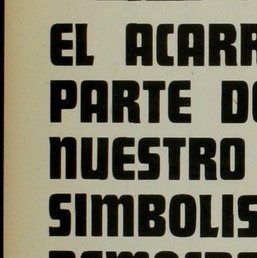 EL ACARR
PARTE D
NUESTRO
SIMBOLIS